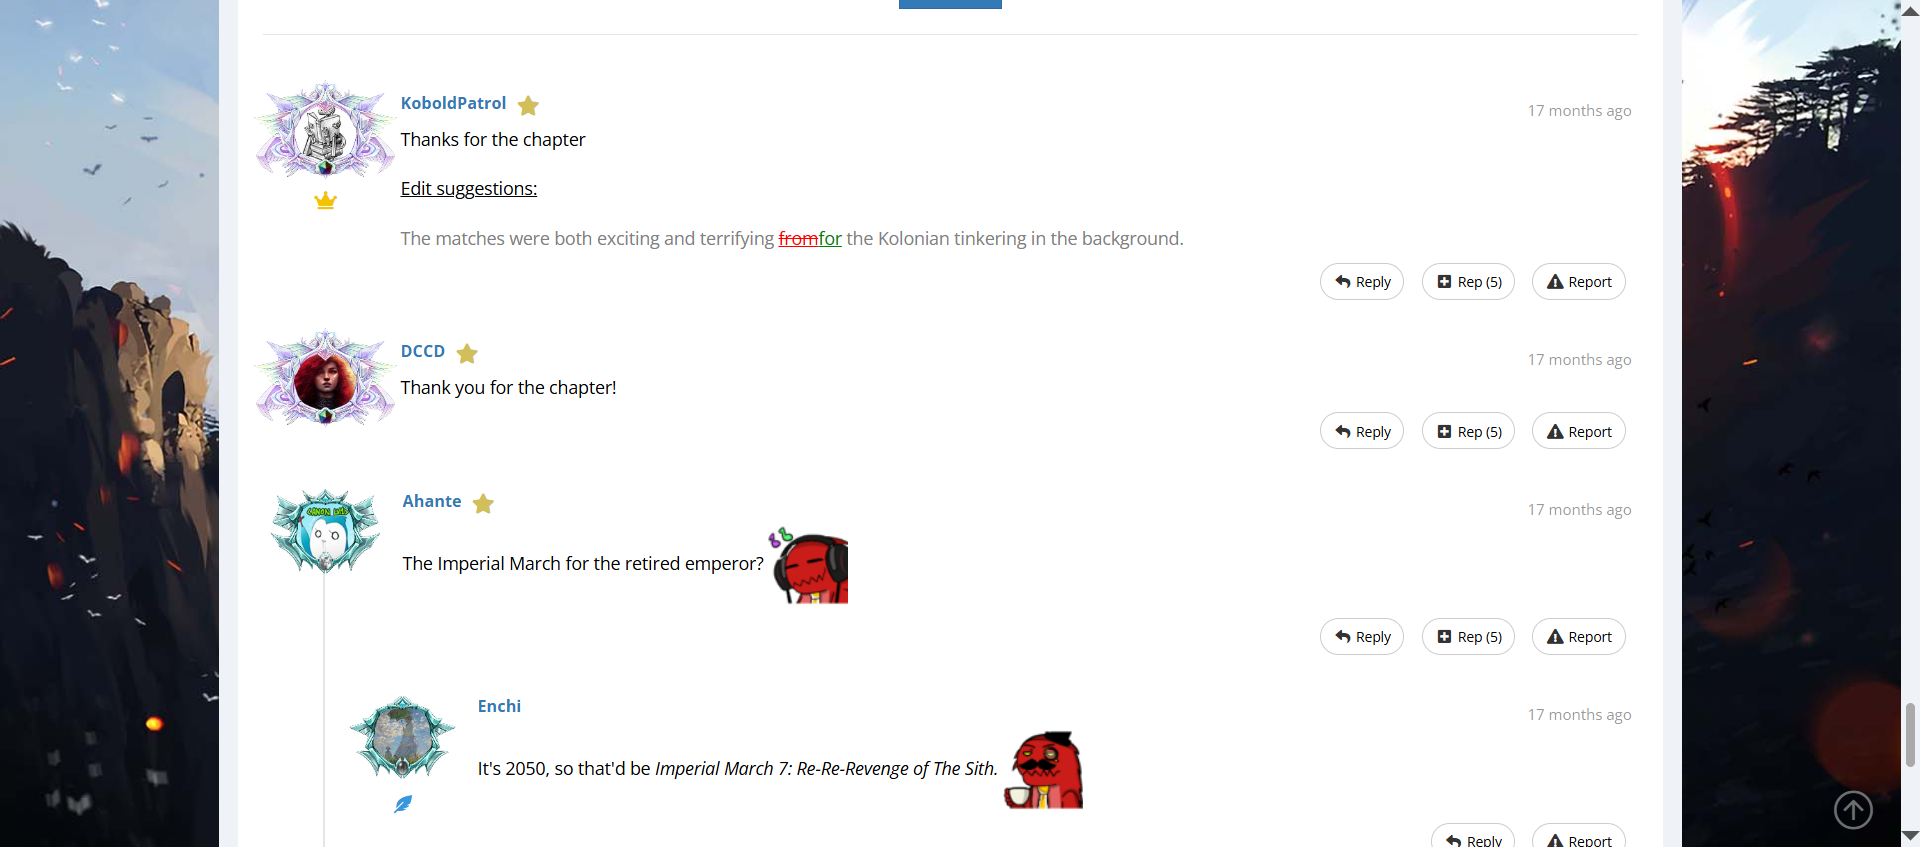 KoboldPatrol
17 months ago
Thanks for the chapter
Edit suggestions:
The matches were both exciting and terrifying fromfor the Kolonian tinkering in the background.
Reply Rep (5) Report
DCCD
17 months ago
Thank you for the chapter!
Reply Rep (5) Report
CANON LIVES
Ahante
17 months ago
The Imperial March for the retired emperor?
Reply Rep (5) Report
Enchi
17 months ago
It's 2050, so that'd be Imperial March 7: Re-Re-Revenge of The Sith.
Reply Report